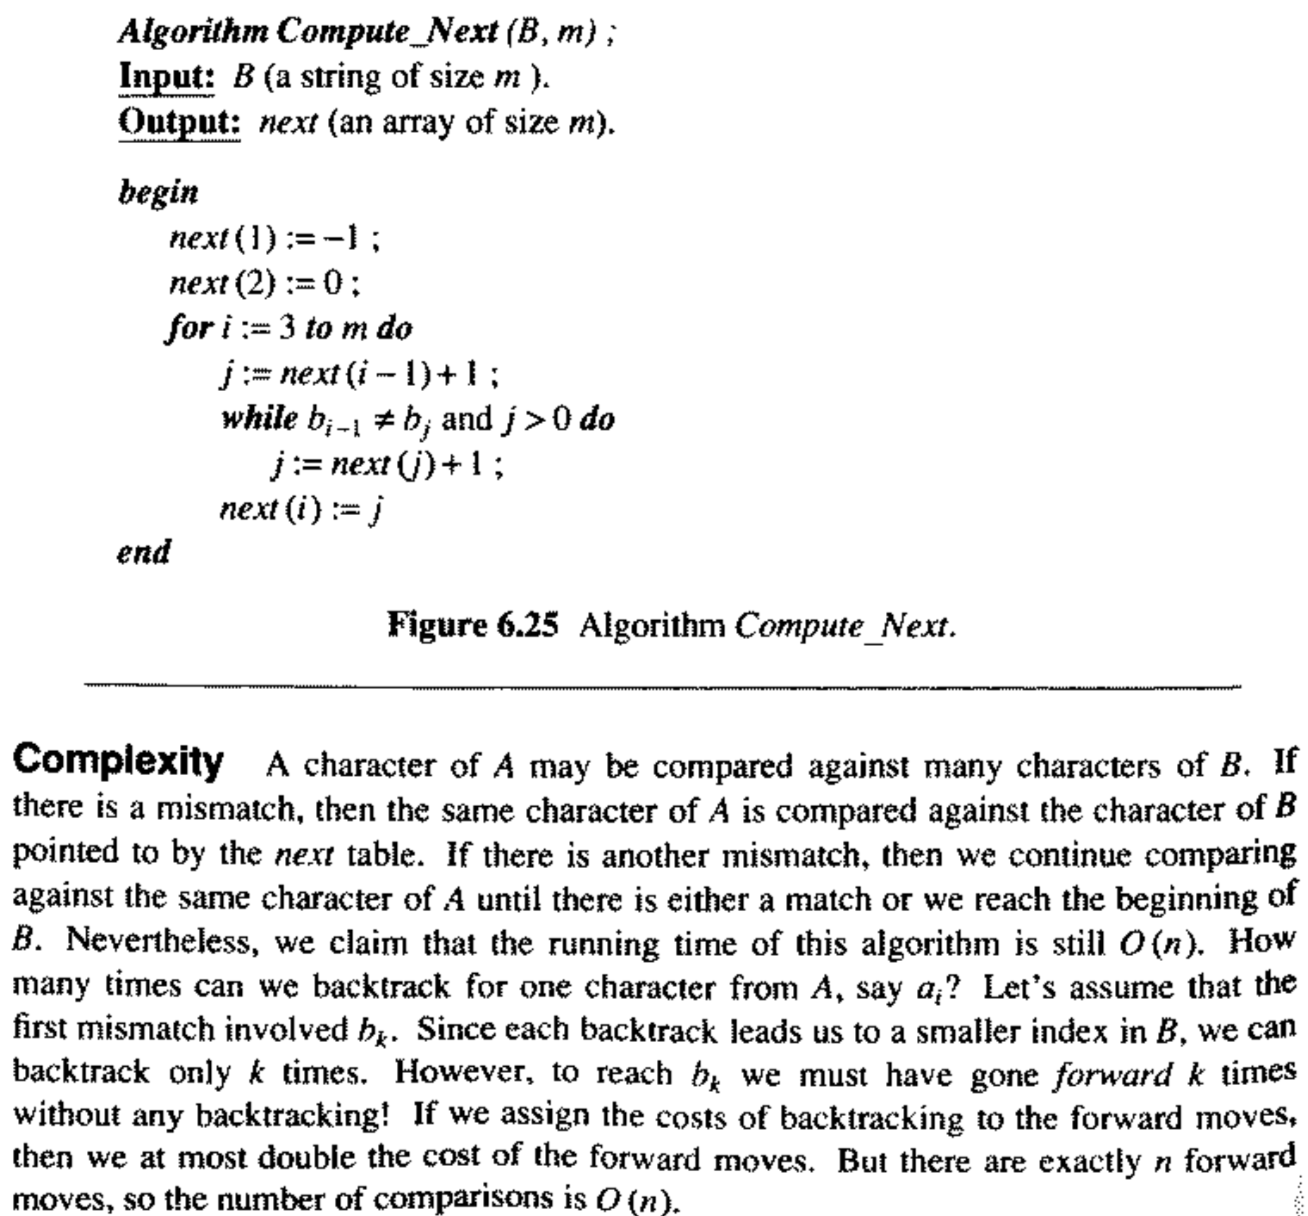 Algorithm Compute_Next (B, m) ;
Input: B (a string of size m ).
Output: next (an array of size m).
begin
next (1) := −1 ;
next (2) := 0 ;
for i := 3 to m do
j := next (i − 1) + 1 ;
while b_{i−1} ≠ b_j and j > 0 do
j := next (j) + 1 ;
next (i) := j
end
Figure 6.25 Algorithm Compute_Next.
Complexity A character of A may be compared against many characters of B. If
there is a mismatch, then the same character of A is compared against the character of B
pointed to by the next table. If there is another mismatch, then we continue comparing
against the same character of A until there is either a match or we reach the beginning of
B. Nevertheless, we claim that the running time of this algorithm is still O (n). How
many times can we backtrack for one character from A, say a_i? Let's assume that the
first mismatch involved b_k. Since each backtrack leads us to a smaller index in B, we can
backtrack only k times. However, to reach b_k we must have gone forward k times
without any backtracking! If we assign the costs of backtracking to the forward moves,
then we at most double the cost of the forward moves. But there are exactly n forward
moves, so the number of comparisons is O (n).